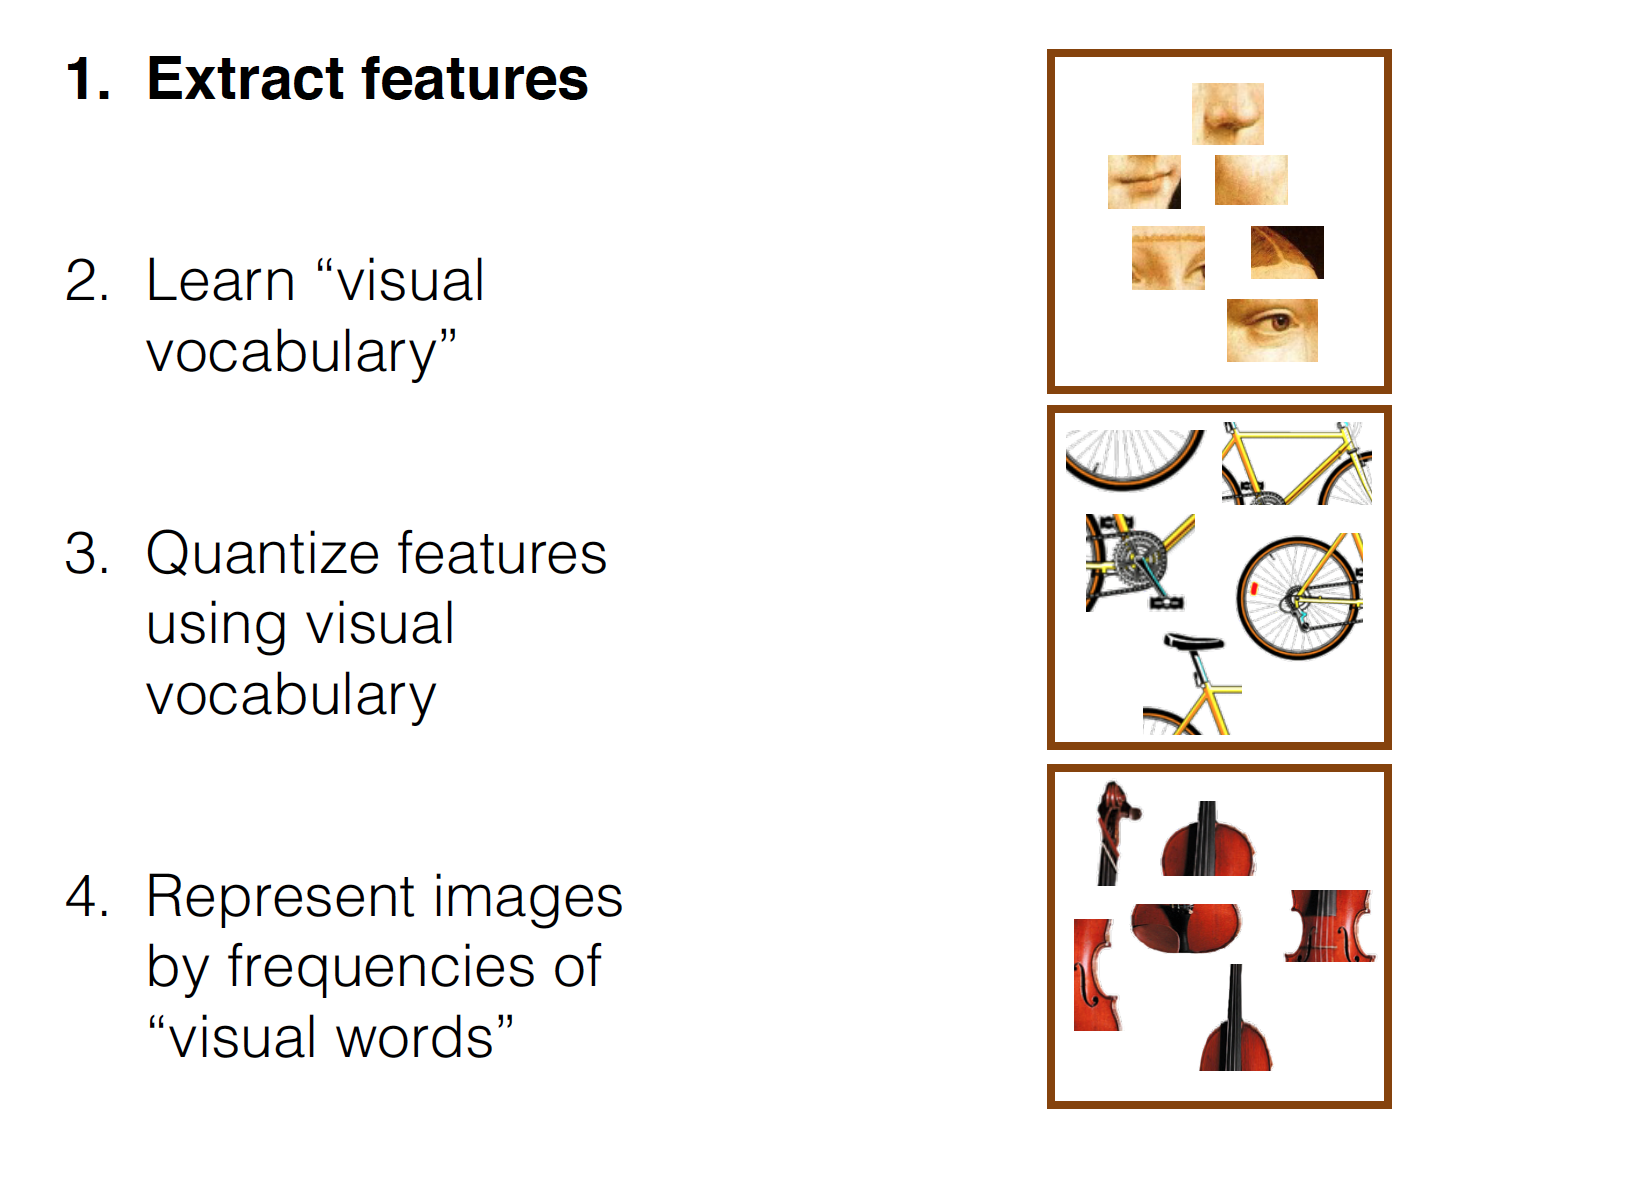 1. Extract features
2. Learn “visual
vocabulary”
3. Quantize features
using visual
vocabulary
4. Represent images
by frequencies of
“visual words”